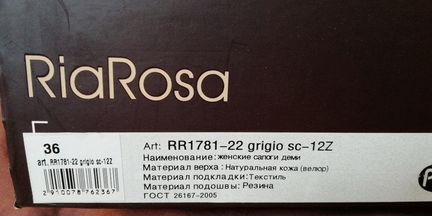 RiaRosa
36
art. RR1781-22 grigio sc-12Z
2910078762367
Art: RR1781-22 grigio sc-12Z
Наименование: женские сапоги деми
Материал верха: Натуральная кожа (велюр)
Материал подкладки: Текстиль
Материал подошвы: Резина
ГОСТ 26167-2005